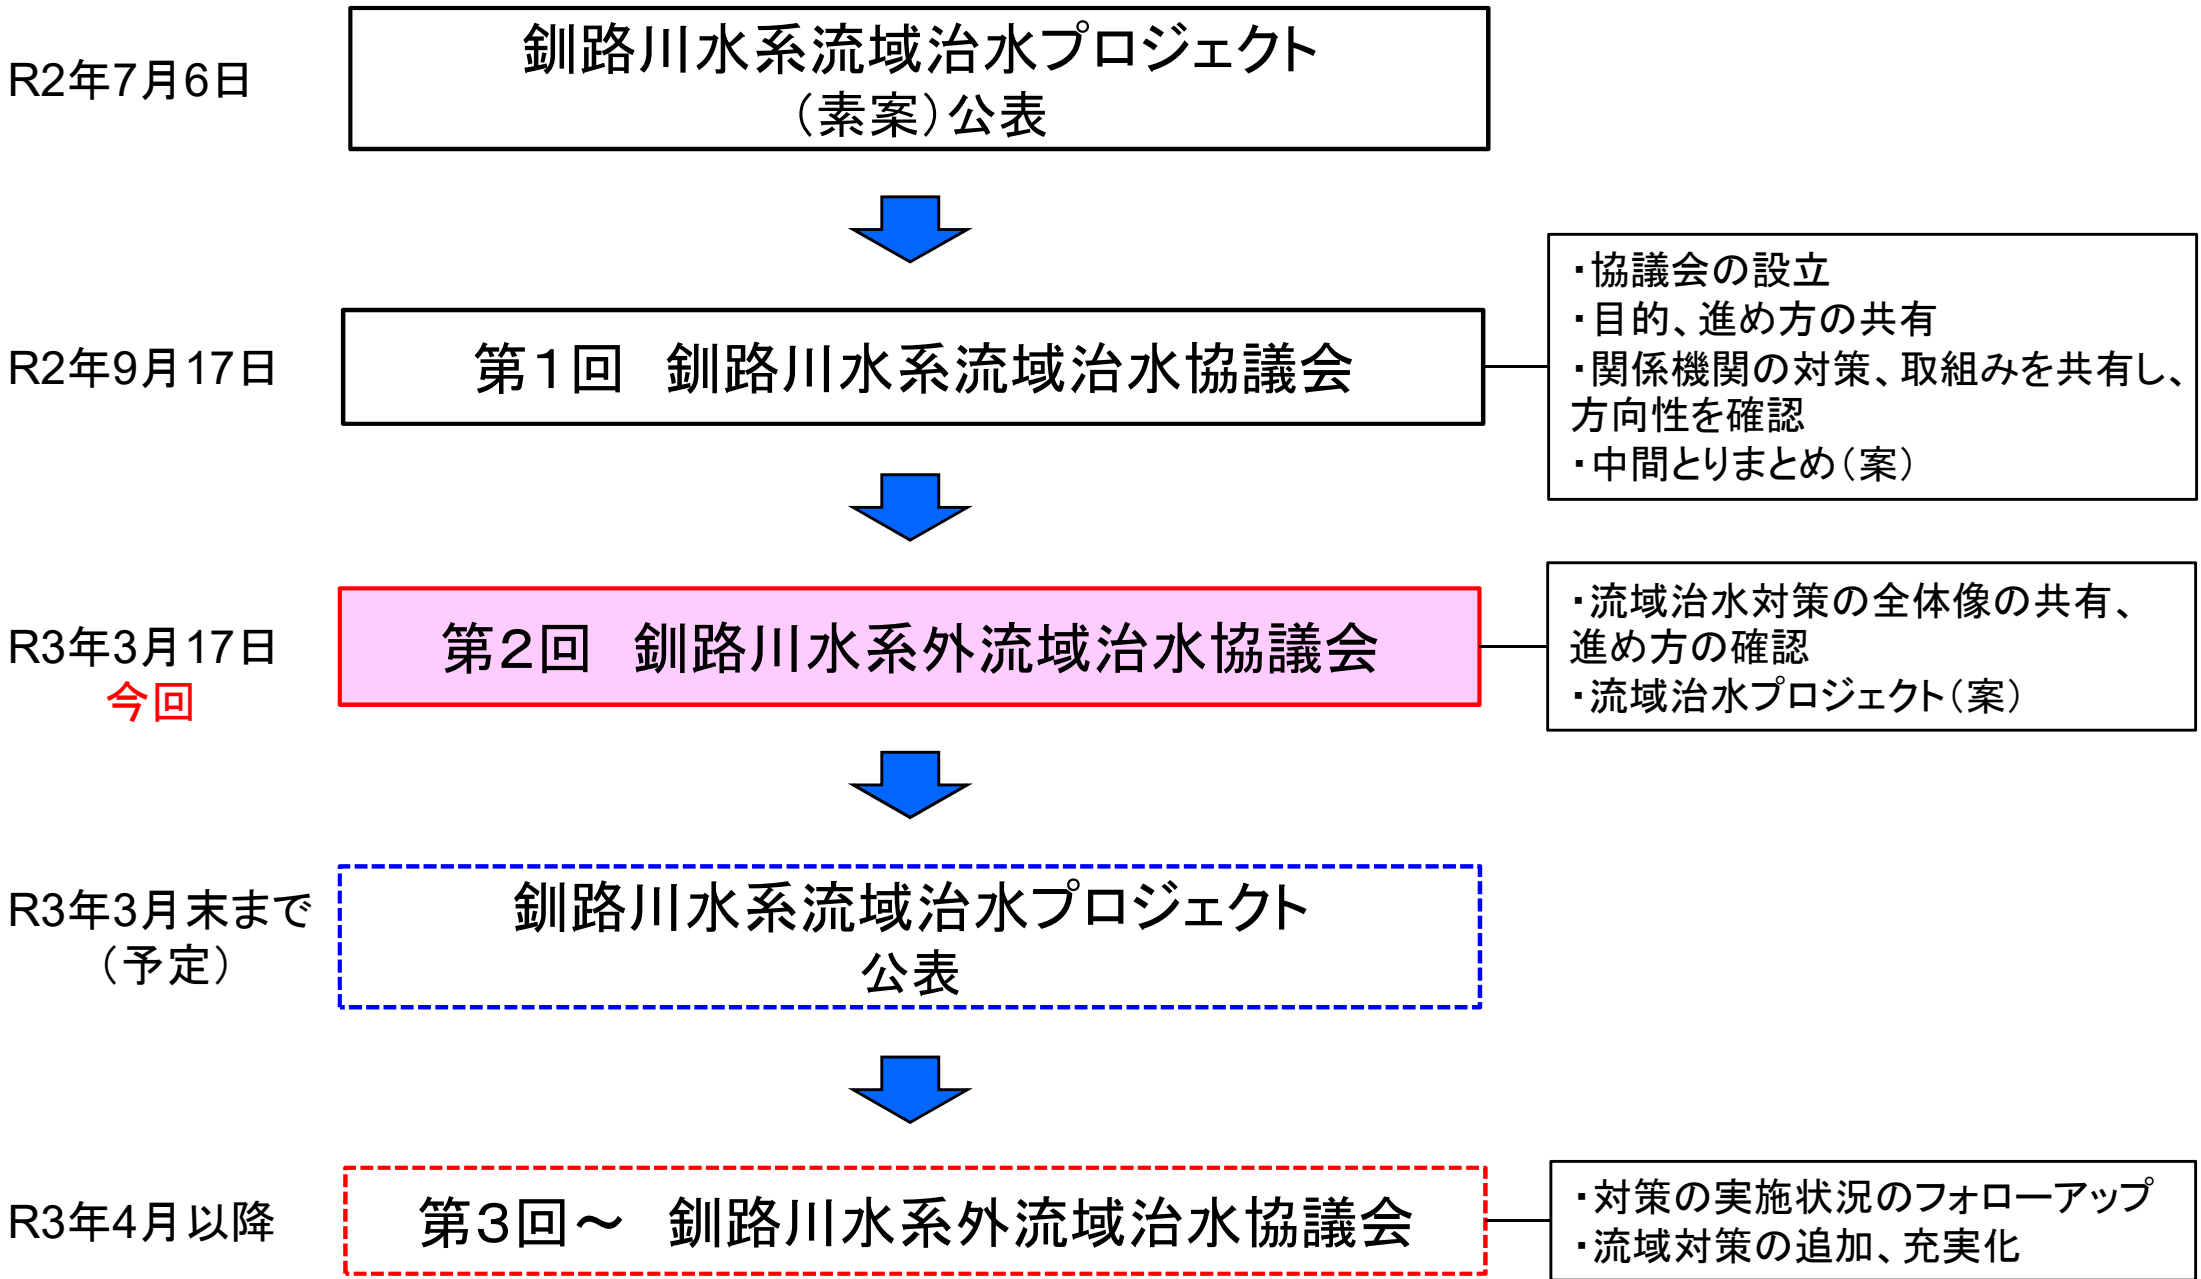 R2年7月6日
釧路川水系流域治水プロジェクト
（素案）公表
R2年9月17日
第１回　釧路川水系流域治水協議会
・協議会の設立
・目的、進め方の共有
・関係機関の対策、取組みを共有し、
方向性を確認
・中間とりまとめ（案）
R3年3月17日
今回
第２回　釧路川水系外流域治水協議会
・流域治水対策の全体像の共有、
進め方の確認
・流域治水プロジェクト（案）
R3年3月末まで
（予定）
釧路川水系流域治水プロジェクト
公表
R3年4月以降
第３回～　釧路川水系外流域治水協議会
・対策の実施状況のフォローアップ
・流域対策の追加、充実化